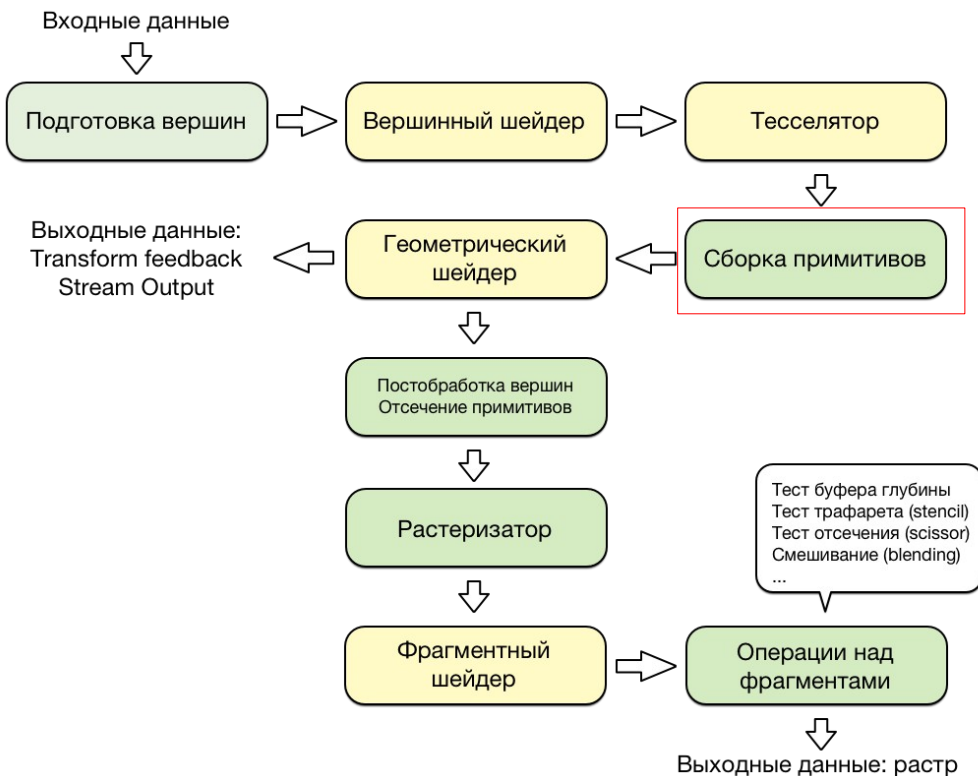 Входные данные
Подготовка вершин
Вершинный шейдер
Тесселятор
Сборка примитивов
Геометрический
шейдер
Выходные данные:
Transform feedback
Stream Output
Постобработка вершин
Отсечение примитивов
Растеризатор
Фрагментный
шейдер
Тест буфера глубины
Тест трафарета (stencil)
Тест отсечения (scissor)
Смешивание (blending)
...
Операции над
фрагментами
Выходные данные: растр